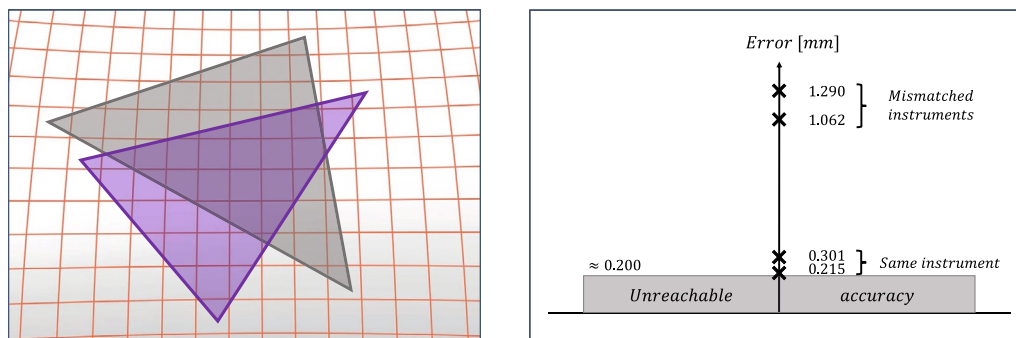 Error [mm]
1.290
1.062
Mismatched
instruments
≈ 0.200
0.301
0.215
Same instrument
Unreachable accuracy